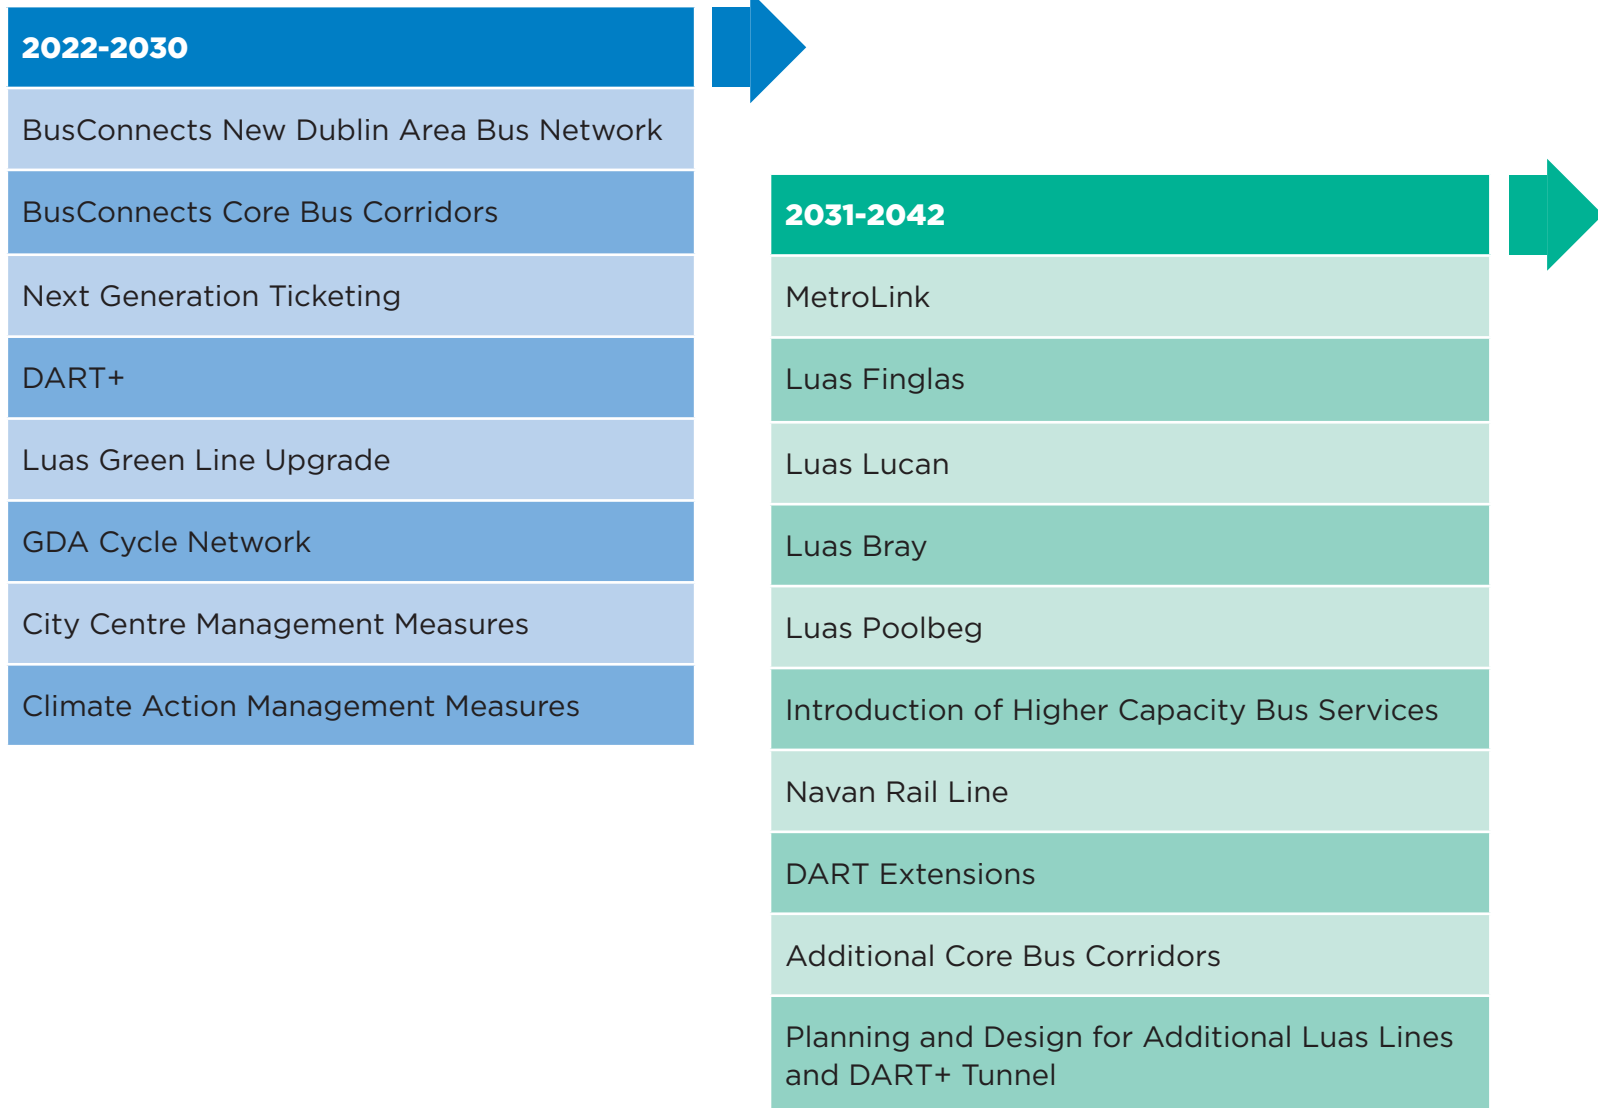 2022-2030
BusConnects New Dublin Area Bus Network
BusConnects Core Bus Corridors
Next Generation Ticketing
DART+
Luas Green Line Upgrade
GDA Cycle Network
City Centre Management Measures
Climate Action Management Measures
2031-2042
MetroLink
Luas Finglas
Luas Lucan
Luas Bray
Luas Poolbeg
Introduction of Higher Capacity Bus Services
Navan Rail Line
DART Extensions
Additional Core Bus Corridors
Planning and Design for Additional Luas Lines
and DART+ Tunnel